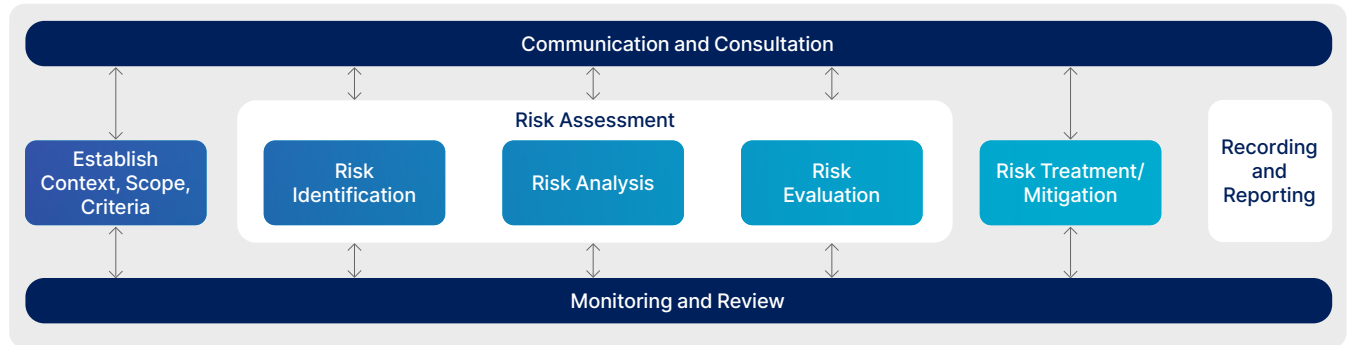 Communication and Consultation
Risk Assessment
Establish
Context, Scope,
Criteria
Risk
Identification
Risk Analysis
Risk
Evaluation
Risk Treatment/
Mitigation
Recording
and
Reporting
Monitoring and Review